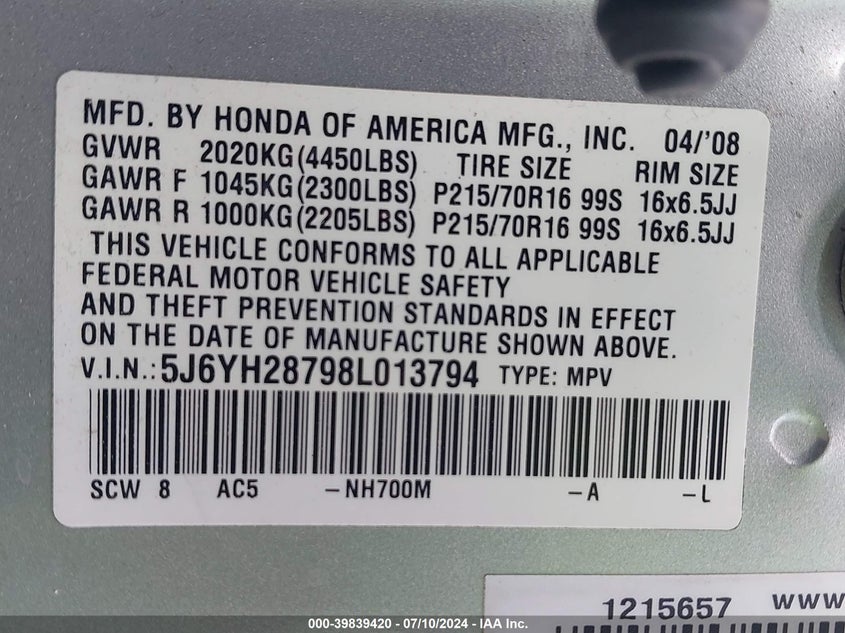 MFD. BY HONDA OF AMERICA MFG., INC. 04/'08
GVWR 2020KG(4450LBS) TIRE SIZE RIM SIZE
GAWR F 1045KG(2300LBS) P215/70R16 99S 16x6.5JJ
GAWR R 1000KG(2205LBS) P215/70R16 99S 16x6.5JJ
THIS VEHICLE CONFORMS TO ALL APPLICABLE
FEDERAL MOTOR VEHICLE SAFETY
AND THEFT PREVENTION STANDARDS IN EFFECT
ON THE DATE OF MANUFACTURE SHOWN ABOVE.
V.I.N.: 5J6YH28798L013794 TYPE: MPV
SCW 8 AC5 -NH700M -A -L
1215657 WWW
000-39839420 - 07/10/2024 - IAA Inc.